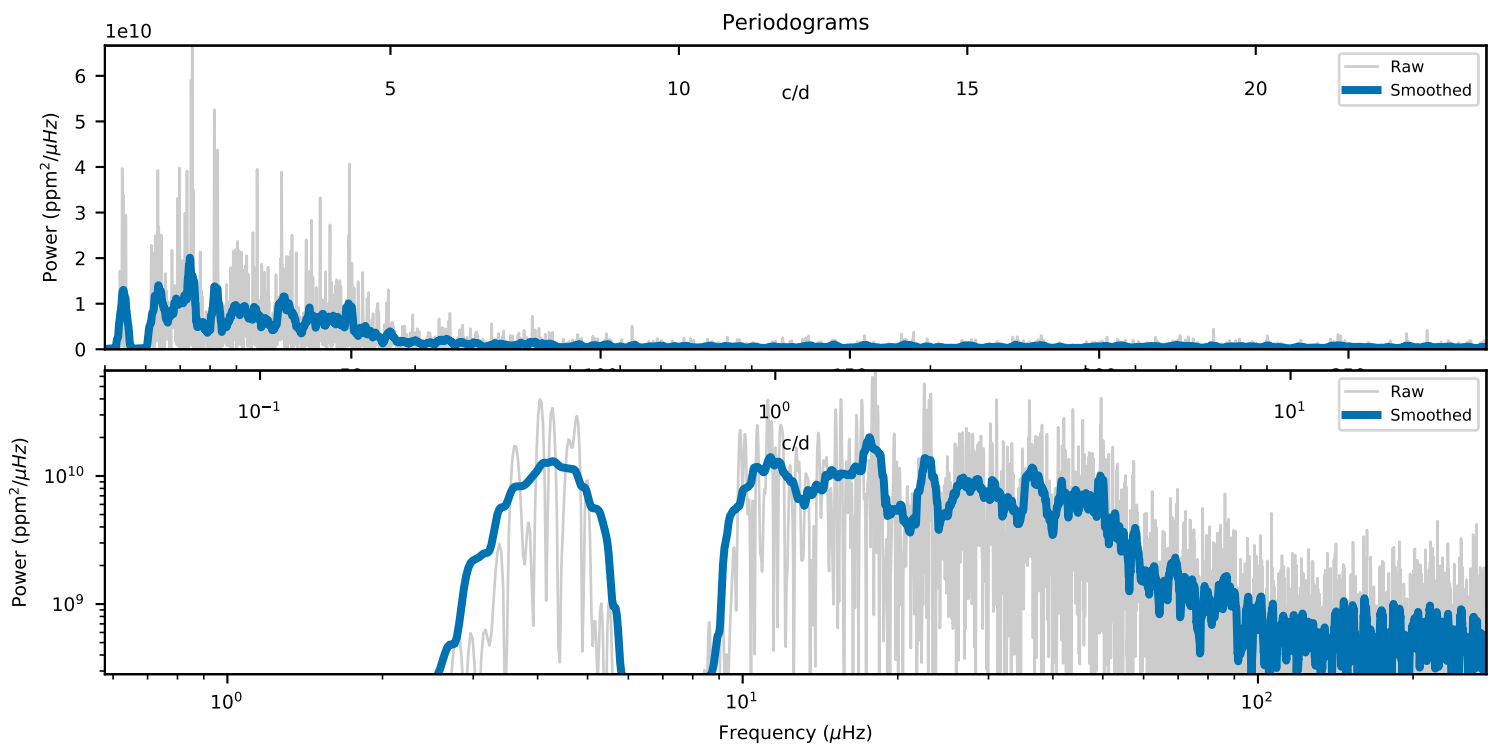 Periodograms
1e10
Raw
Smoothed
5 10 15 20
c/d
6
5
4
3
2
1
0
Power (ppm²/μHz)
Raw
Smoothed
10⁻¹ 10⁰ 10¹
c/d
10¹⁰
10⁹
Power (ppm²/μHz)
10⁰ 10¹ 10²
Frequency (μHz)